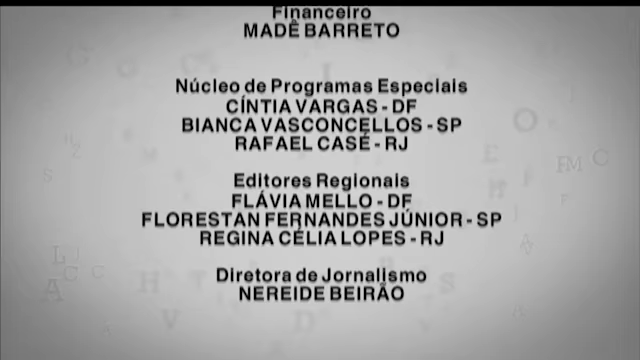 Financeiro
MADÊ BARRETO
Núcleo de Programas Especiais
CÍNTIA VARGAS - DF
BIANCA VASCONCELLOS - SP
RAFAEL CASÉ - RJ
Editores Regionais
FLÁVIA MELLO - DF
FLORESTAN FERNANDES JÚNIOR - SP
REGINA CÉLIA LOPES - RJ
Diretora de Jornalismo
NEREIDE BEIRÃO